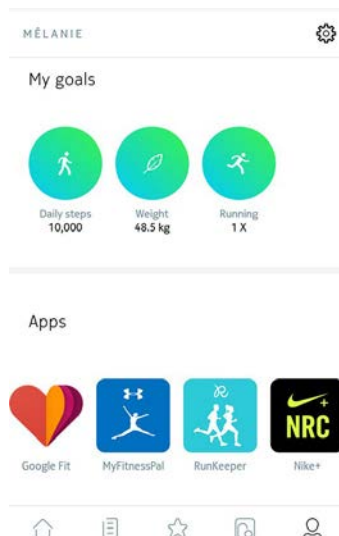 MÊLANIE
My goals
Daily steps
10,000
Weight
48.5 kg
Running
1 X
Apps
NRC
Google Fit
MyFitnessPal
RunKeeper
Nike+